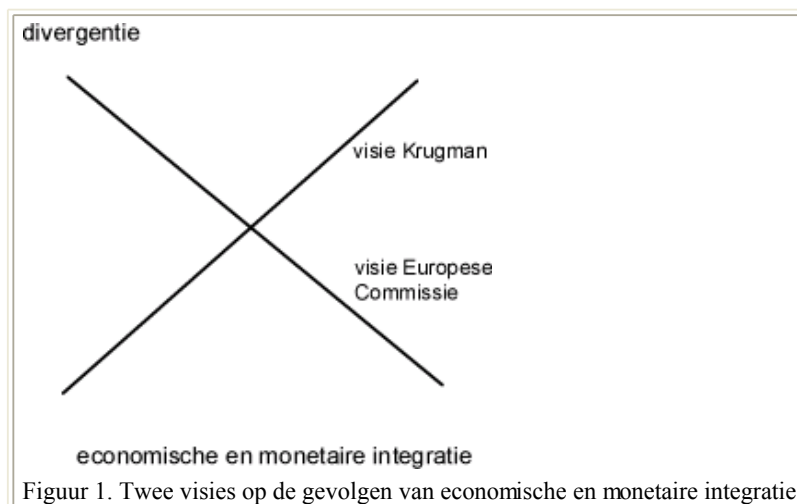 divergentie
visie Krugman
visie Europese
Commissie
economische en monetaire integratie
Figuur 1. Twee visies op de gevolgen van economische en monetaire integratie